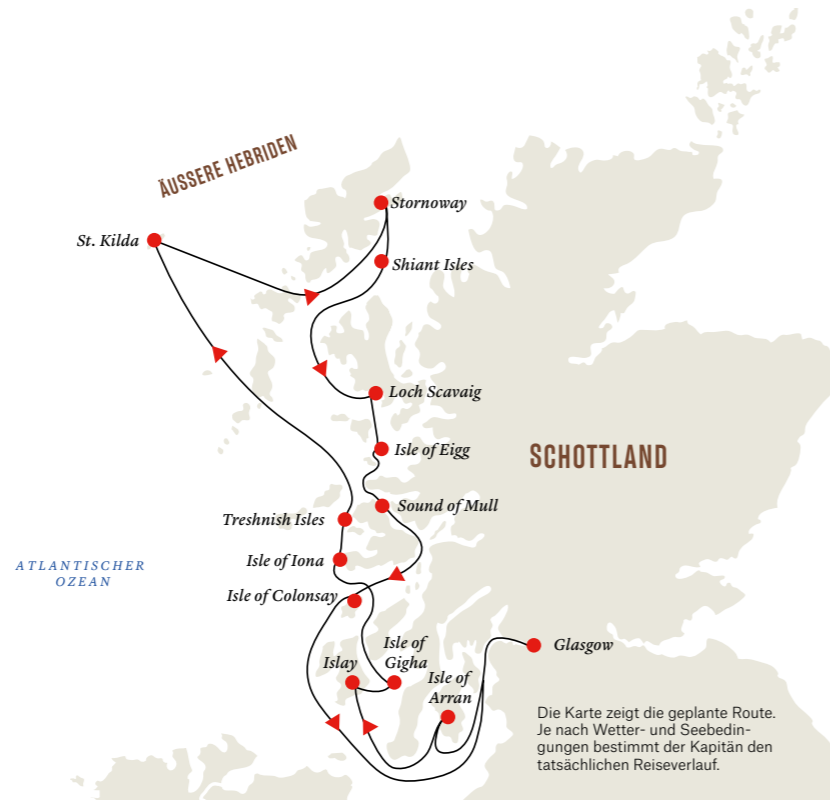 ÄUSSERE HEBRIDEN
Stornoway
St. Kilda
Shiant Isles
Loch Scavaig
Isle of Eigg
SCHOTTLAND
Sound of Mull
Treshnish Isles
Isle of Iona
ATLANTISCHER
OZEAN
Isle of Colonsay
Isle of
Gigha
Glasgow
Islay
Isle of
Arran
Die Karte zeigt die geplante Route.
Je nach Wetter- und Seebedin-
gungen bestimmt der Kapitän den
tatsächlichen Reiseverlauf.